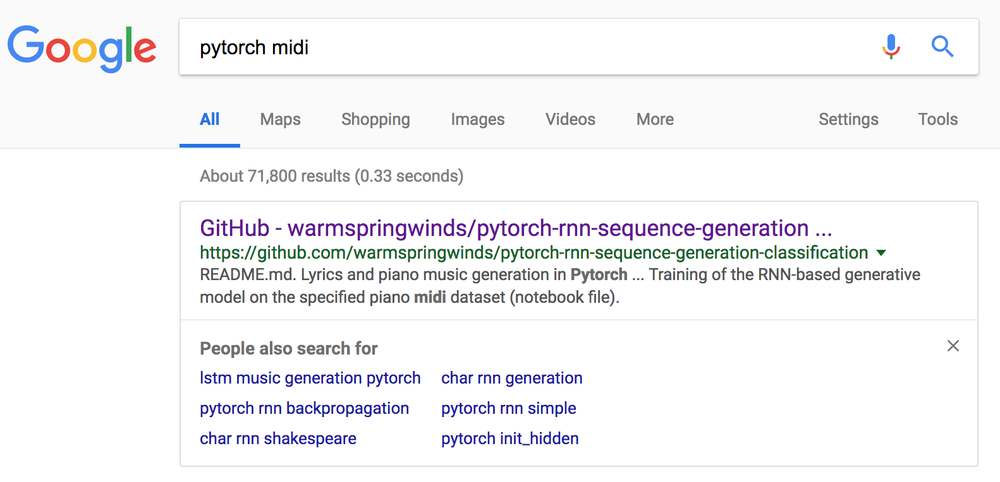 Google
pytorch midi
All Maps Shopping Images Videos More Settings Tools
About 71,800 results (0.33 seconds)
GitHub - warmspringwinds/pytorch-rnn-sequence-generation ...
https://github.com/warmspringwinds/pytorch-rnn-sequence-generation-classification
README.md. Lyrics and piano music generation in Pytorch ... Training of the RNN-based generative
model on the specified piano midi dataset (notebook file).
People also search for
lstm music generation pytorch char rnn generation
pytorch rnn backpropagation pytorch rnn simple
char rnn shakespeare pytorch init_hidden